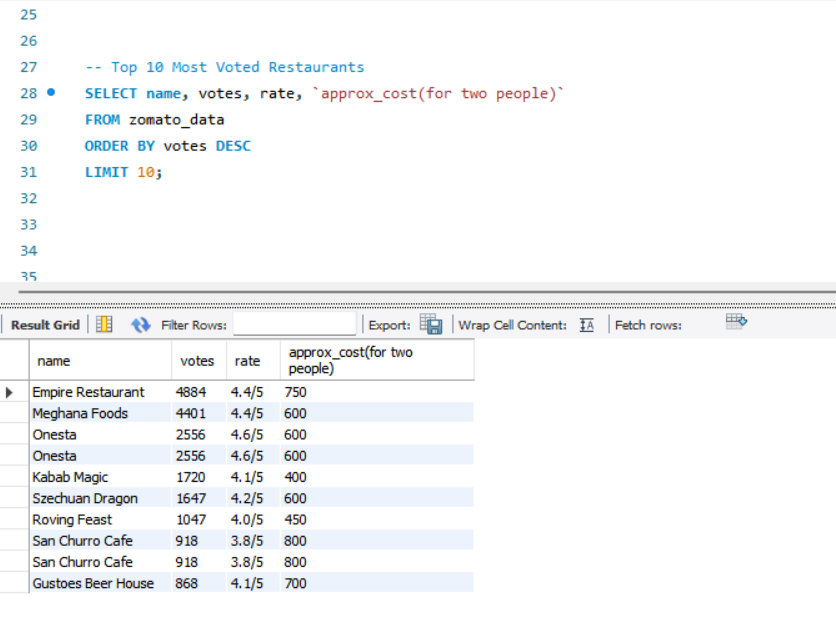 25
26
27 -- Top 10 Most Voted Restaurants
28 SELECT name, votes, rate, `approx_cost(for two people)`
29 FROM zomato_data
30 ORDER BY votes DESC
31 LIMIT 10;
32
33
34
35
Result Grid Filter Rows: Export: Wrap Cell Content: IA Fetch rows:
name votes rate approx_cost(for two
people)
Empire Restaurant 4884 4.4/5 750
Meghana Foods 4401 4.4/5 600
Onesta 2556 4.6/5 600
Onesta 2556 4.6/5 600
Kabab Magic 1720 4.1/5 400
Szechuan Dragon 1647 4.2/5 600
Roving Feast 1047 4.0/5 450
San Churro Cafe 918 3.8/5 800
San Churro Cafe 918 3.8/5 800
Gustoes Beer House 868 4.1/5 700